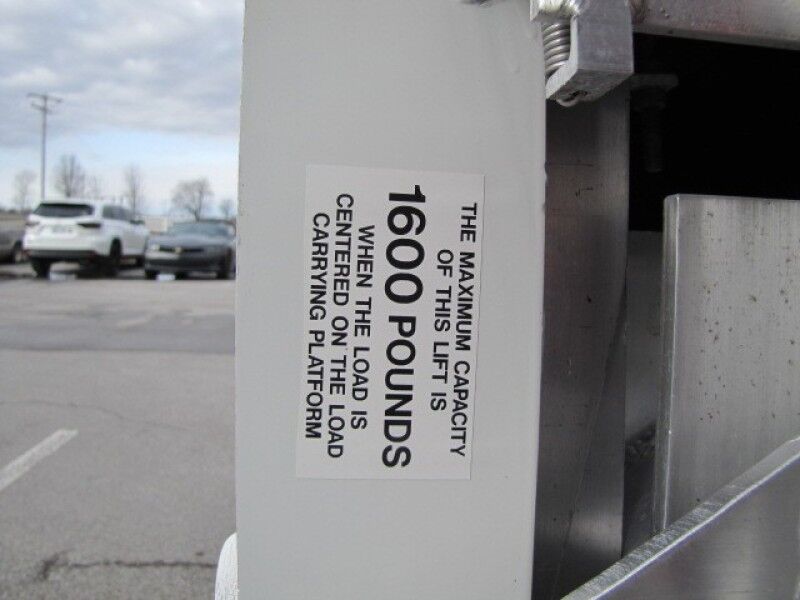 THE MAXIMUM CAPACITY
OF THIS LIFT IS
1600 POUNDS
WHEN THE LOAD IS
CENTERED ON THE LOAD
CARRYING PLATFORM